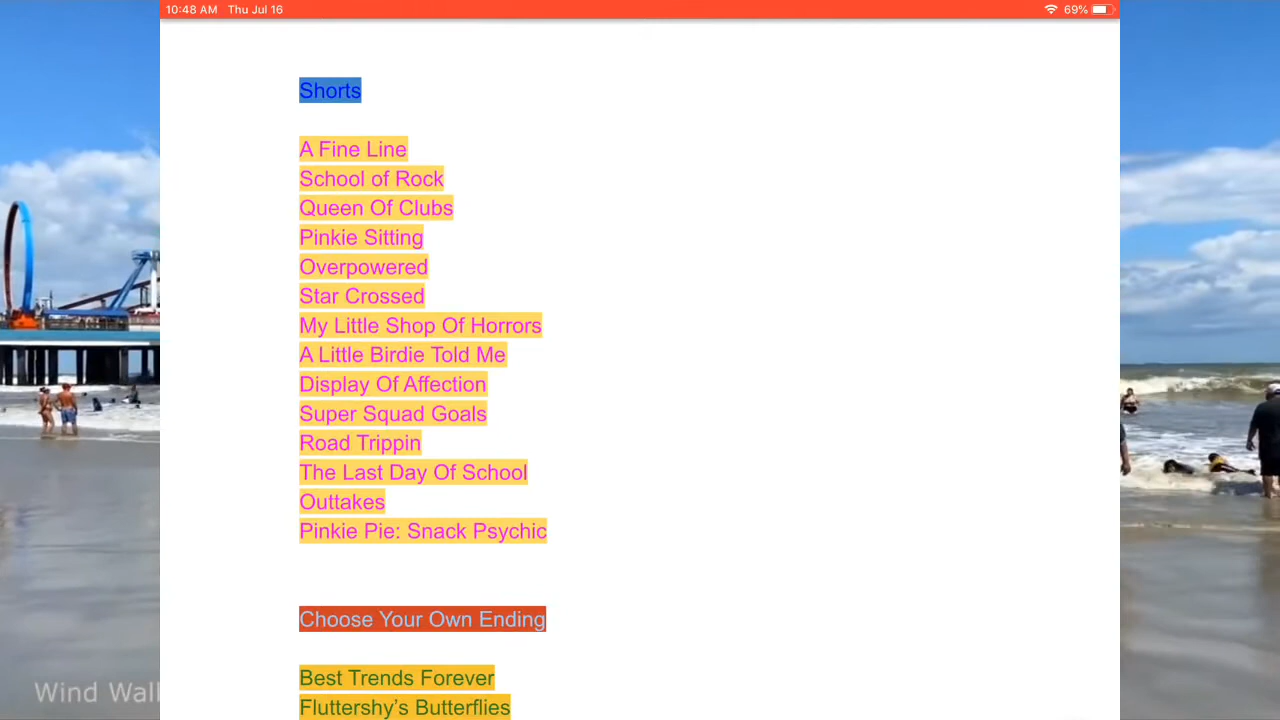 10:48 AM Thu Jul 16 69%
Shorts
A Fine Line
School of Rock
Queen Of Clubs
Pinkie Sitting
Overpowered
Star Crossed
My Little Shop Of Horrors
A Little Birdie Told Me
Display Of Affection
Super Squad Goals
Road Trippin
The Last Day Of School
Outtakes
Pinkie Pie: Snack Psychic
Choose Your Own Ending
Best Trends Forever
Fluttershy’s Butterflies
Wind Wall